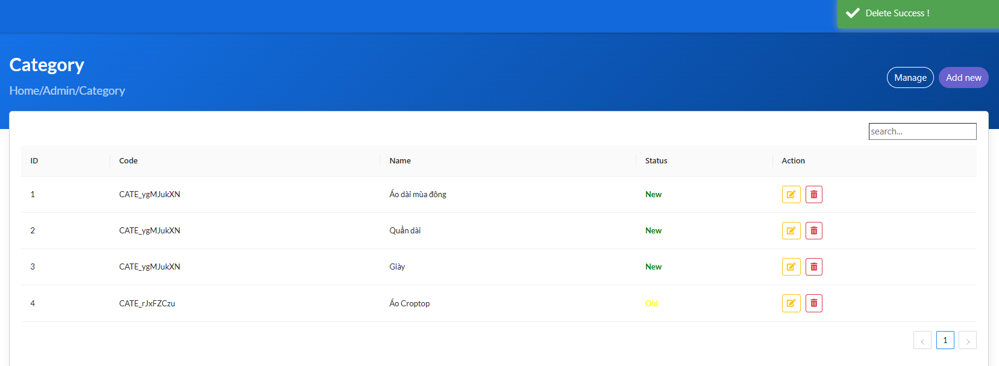 Delete Success !
Category
Home/Admin/Category
Manage Add new
search...
ID Code Name Status Action
1 CATE_ygMJukXN Áo dài mùa đông New
2 CATE_ygMJukXN Quần dài New
3 CATE_ygMJukXN Giày New
4 CATE_rJxFZCzu Áo Croptop Old
< 1 >